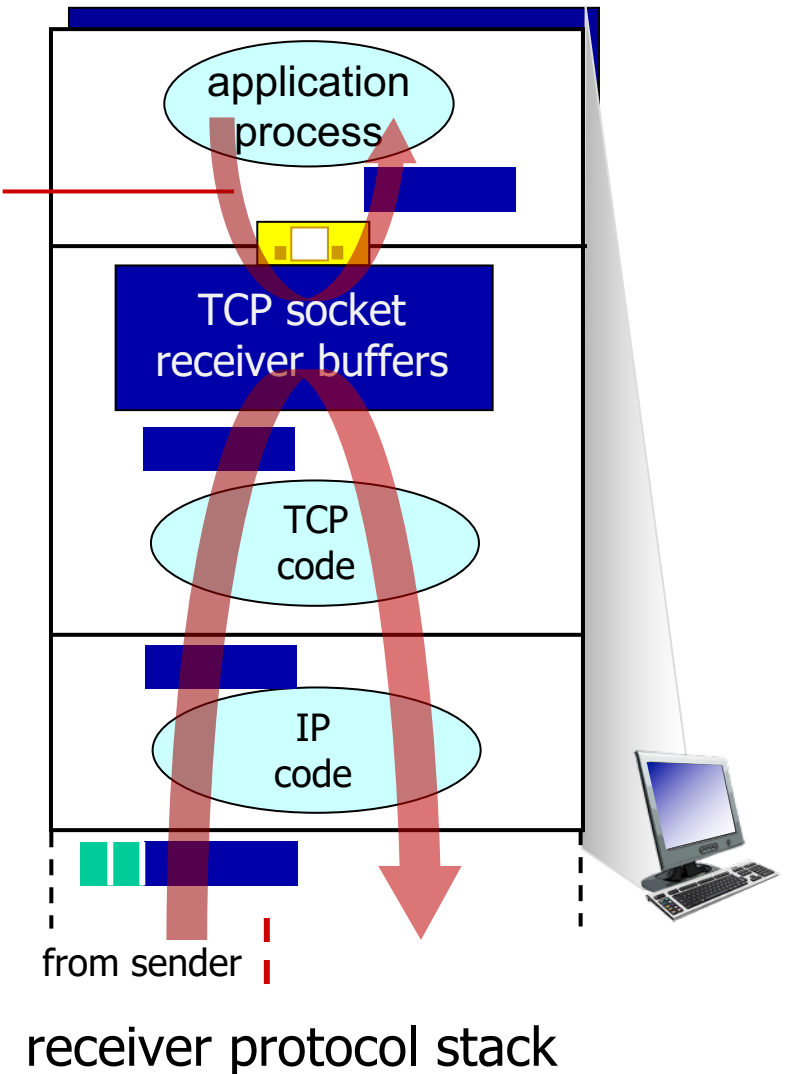 application
process
TCP socket
receiver buffers
TCP
code
IP
code
from sender
receiver protocol stack